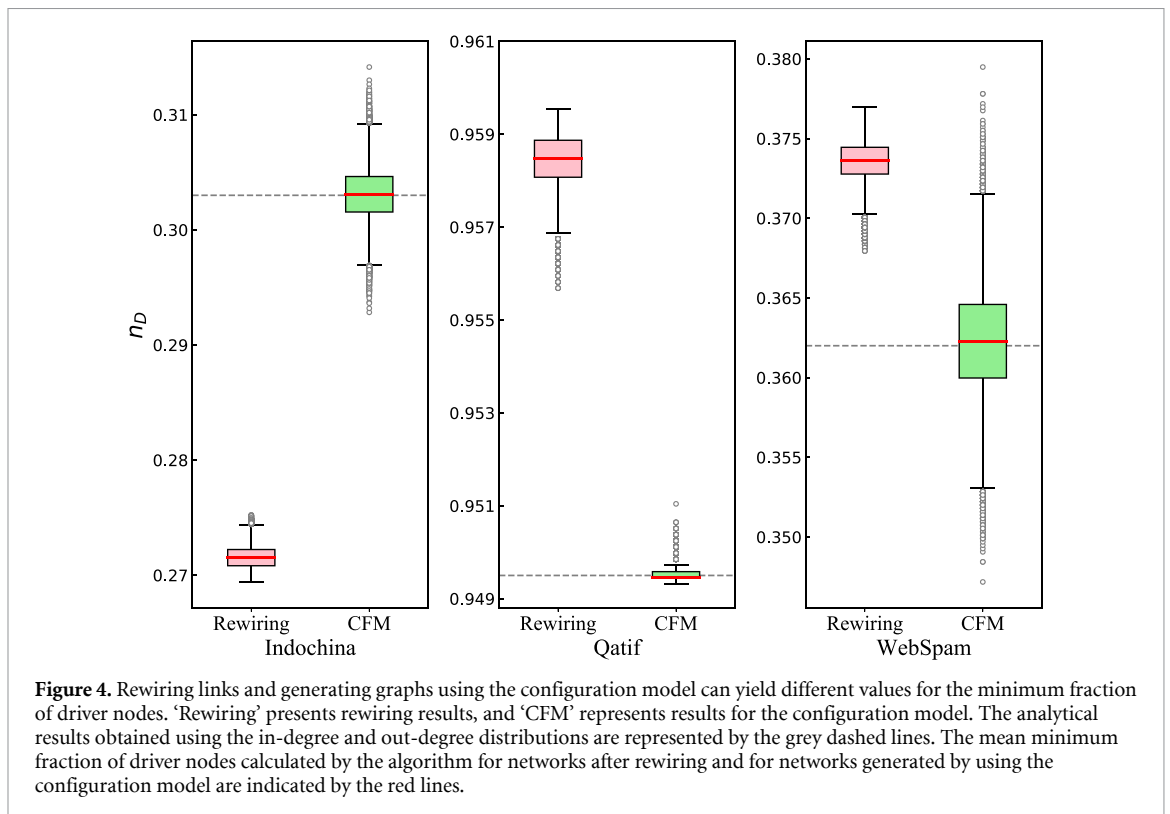 n_D
0.31
0.30
0.29
0.28
0.27
Rewiring CFM
Indochina
0.961
0.959
0.957
0.955
0.953
0.951
0.949
Rewiring CFM
Qatif
0.380
0.375
0.370
0.365
0.360
0.355
0.350
Rewiring CFM
WebSpam
Figure 4. Rewiring links and generating graphs using the configuration model can yield different values for the minimum fraction
of driver nodes. ‘Rewiring’ presents rewiring results, and ‘CFM’ represents results for the configuration model. The analytical
results obtained using the in-degree and out-degree distributions are represented by the grey dashed lines. The mean minimum
fraction of driver nodes calculated by the algorithm for networks after rewiring and for networks generated by using the
configuration model are indicated by the red lines.